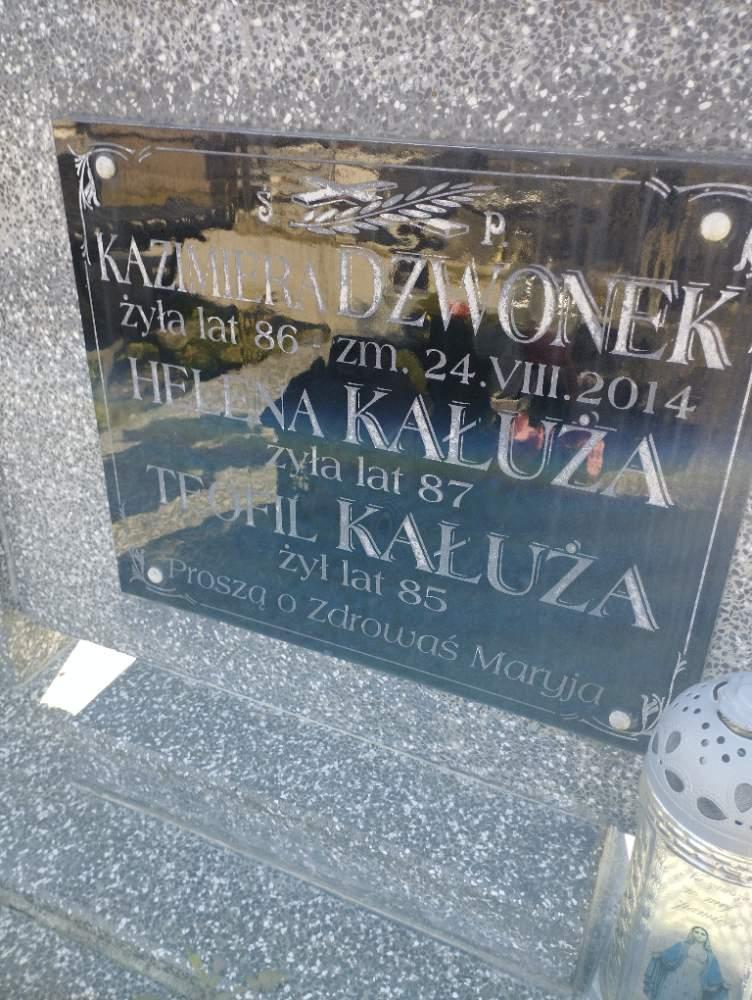 Ś P.
KAZIMIERA DZWONEK
żyła lat 86 - zm. 24.VIII.2014
HELENA KAŁUŻA
żyła lat 87
TEOFIL KAŁUŻA
żył lat 85
Proszą o Zdrowaś Maryja